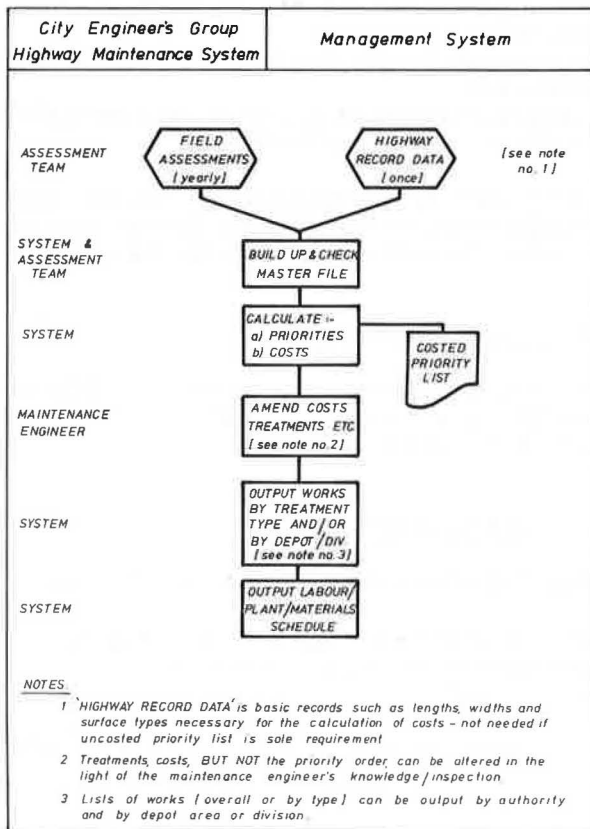 City Engineer's Group
Highway Maintenance System
Management System
ASSESSMENT
TEAM
FIELD
ASSESSMENTS
[yearly]
HIGHWAY
RECORD DATA
[once]
[see note
no. 1]
SYSTEM &
ASSESSMENT
TEAM
BUILD UP & CHECK
MASTER FILE
SYSTEM
CALCULATE :-
a) PRIORITIES
b) COSTS
COSTED
PRIORITY
LIST
MAINTENANCE
ENGINEER
AMEND COSTS
TREATMENTS ETC
[see note no. 2]
SYSTEM
OUTPUT WORKS
BY TREATMENT
TYPE AND/OR
BY DEPOT/DIV
[see note no. 3]
SYSTEM
OUTPUT LABOUR/
PLANT/MATERIALS
SCHEDULE
NOTES
1 'HIGHWAY RECORD DATA' is basic records such as lengths, widths and
surface types necessary for the calculation of costs – not needed if
uncosted priority list is sole requirement
2 Treatments, costs, BUT NOT the priority order, can be altered in the
light of the maintenance engineer's knowledge/inspection
3 Lists of works [overall or by type] can be output by authority
and by depot area or division